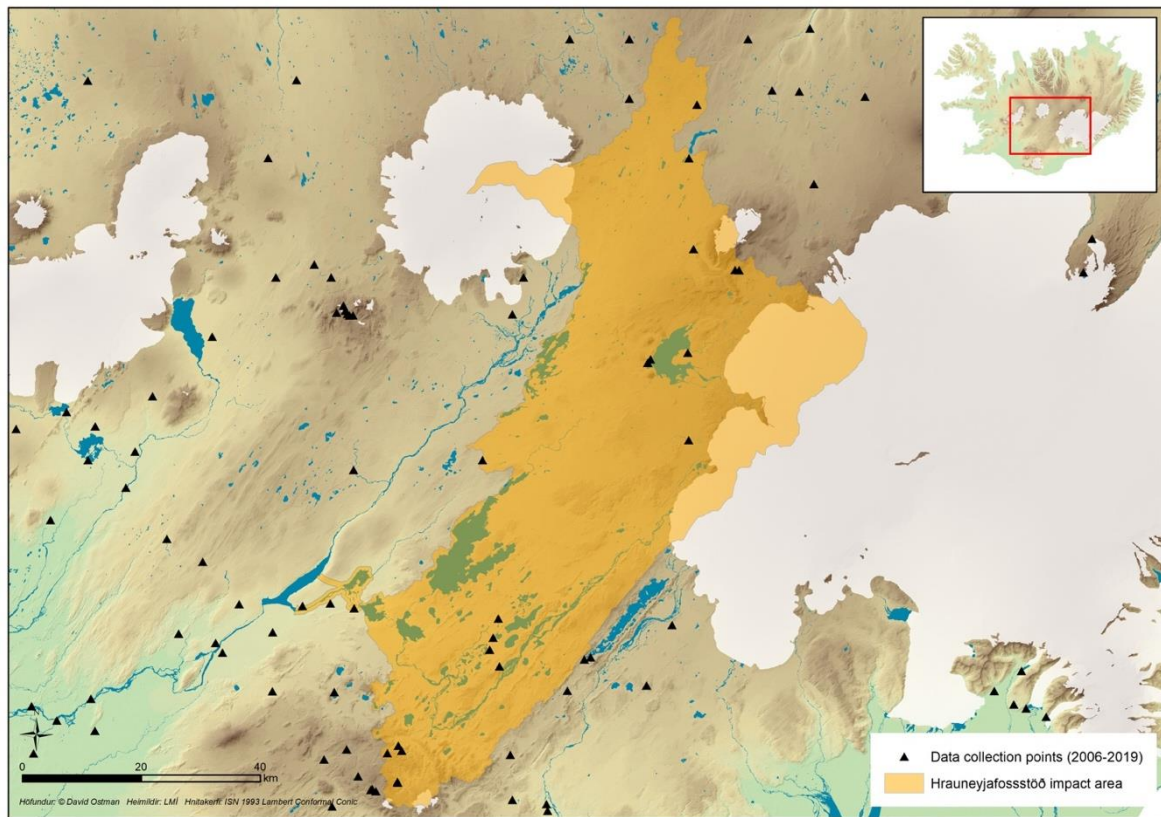 Data collection points (2006-2019)
Hrauneyjafossstöð impact area
0 20 40
km
Höfundur: © David Ostman Heimildir: LMÍ Hnitakerfi: ISN 1993 Lambert Conformal Conic